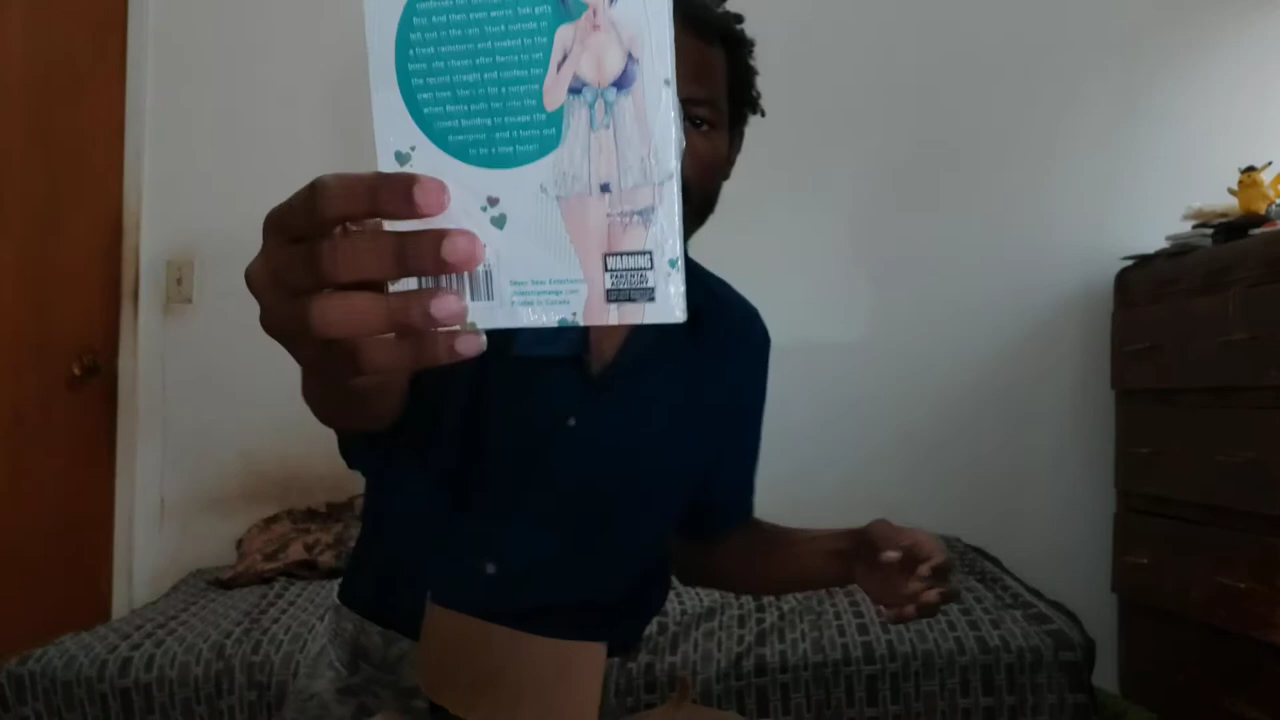 first. And then even worse, Seki gets
left out in the rain. Stuck outside in
a freak rainstorm and soaked to the
bone, she chases after Renta to set
the record straight and confess her
own love. She's in for a surprise
when Renta pulls her into the
closest building to escape the
downpour--and it turns out
to be a love hotel!
WARNING
PARENTAL
ADVISORY
Seven Seas Entertainment
Printed in Canada